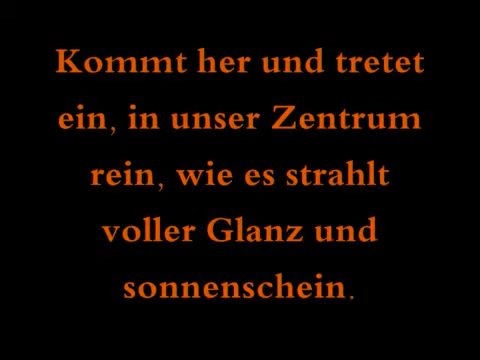 Kommt her und tretet
ein, in unser Zentrum
rein, wie es strahlt
voller Glanz und
sonnenschein.